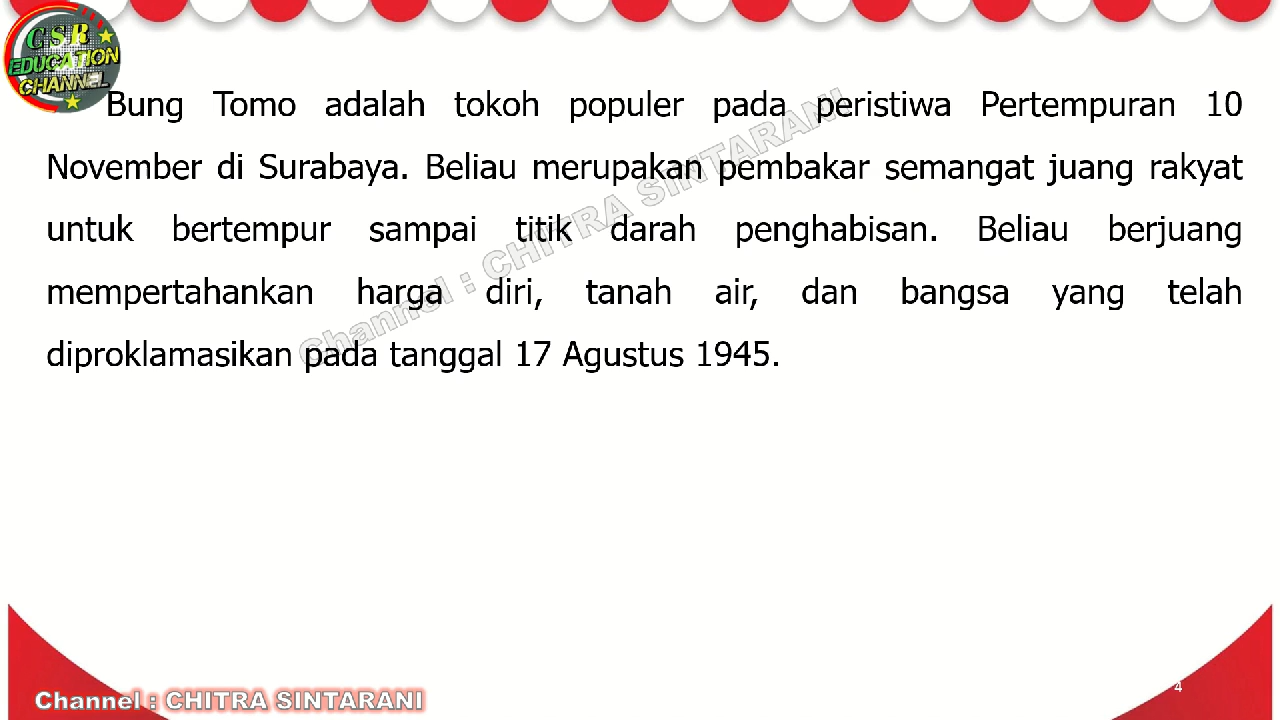 CSR
EDUCATION
CHANNEL
Bung Tomo adalah tokoh populer pada peristiwa Pertempuran 10
November di Surabaya. Beliau merupakan pembakar semangat juang rakyat
untuk bertempur sampai titik darah penghabisan. Beliau berjuang
mempertahankan harga diri, tanah air, dan bangsa yang telah
diproklamasikan pada tanggal 17 Agustus 1945.
Channel : CHITRA SINTARANI
Channel : CHITRA SINTARANI
4